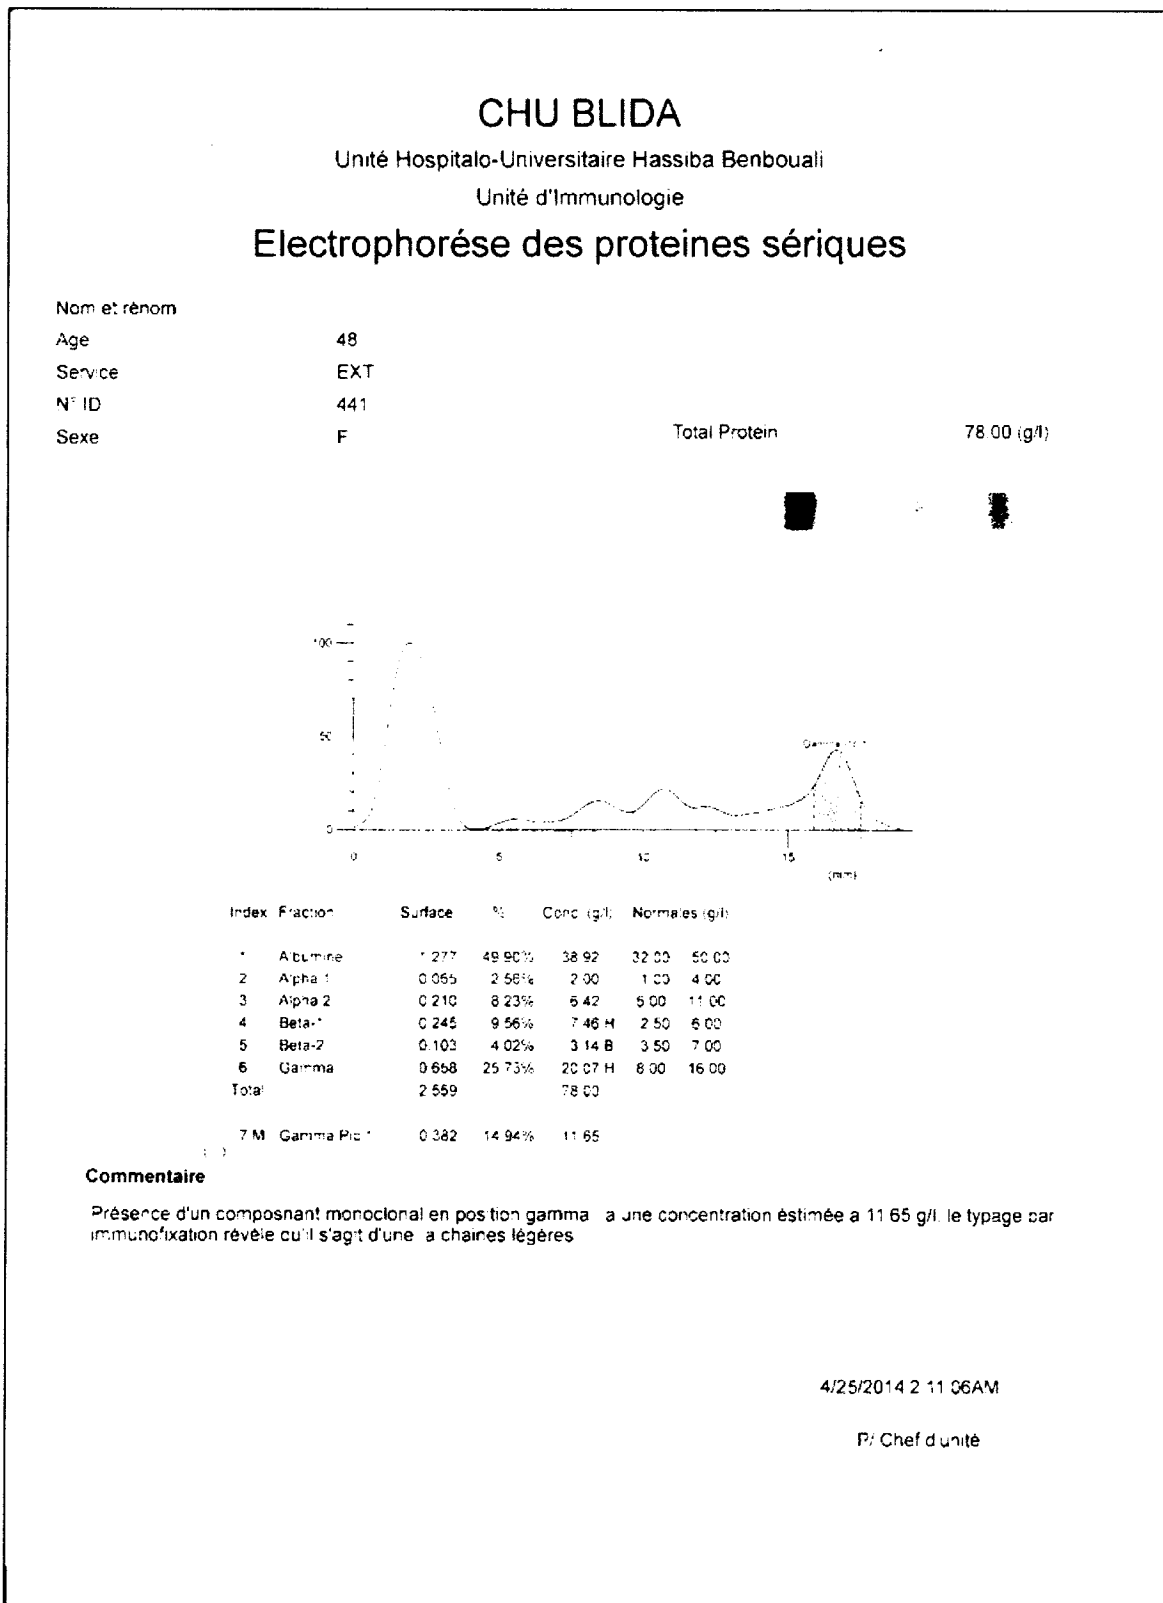 CHU BLIDA
Unité Hospitalo-Universitaire Hassiba Benbouali
Unité d'Immunologie
Electrophorése des proteines sériques
Nom et rénom
Age 48
Service EXT
N° ID 441
Sexe F
Total Protein 78.00 (g/l)
100
50
0
0 5 10 15
(mm)
Gamma Pic 1
Index Fraction Surface % Conc. (g/l) Normales (g/l)
1 Albumine 1.277 49.90% 38.92 32.00 50.00
2 Alpha 1 2.56% 2.00 1.00 4.00
3 Alpha 2 0.210 8.23% 6.42 5.00 11.00
4 Beta-1 0.245 9.56% 7.46 H 2.50 6.00
5 Beta-2 0.103 4.02% 3.14 B 3.50 7.00
6 Gamma 0.658 25.73% 20.07 H 8.00 16.00
Total 2.559 78.00
7 M Gamma Pic 1 0.382 14.94% 11.65
Commentaire
Présence d'un composnant monoclonal en position gamma a une concentration éstimée a 11.65 g/l. le typage par
immunofixation révèle qu'il s'agit d'une a chaines légères
4/25/2014 2:11:06AM
P/ Chef d'unité